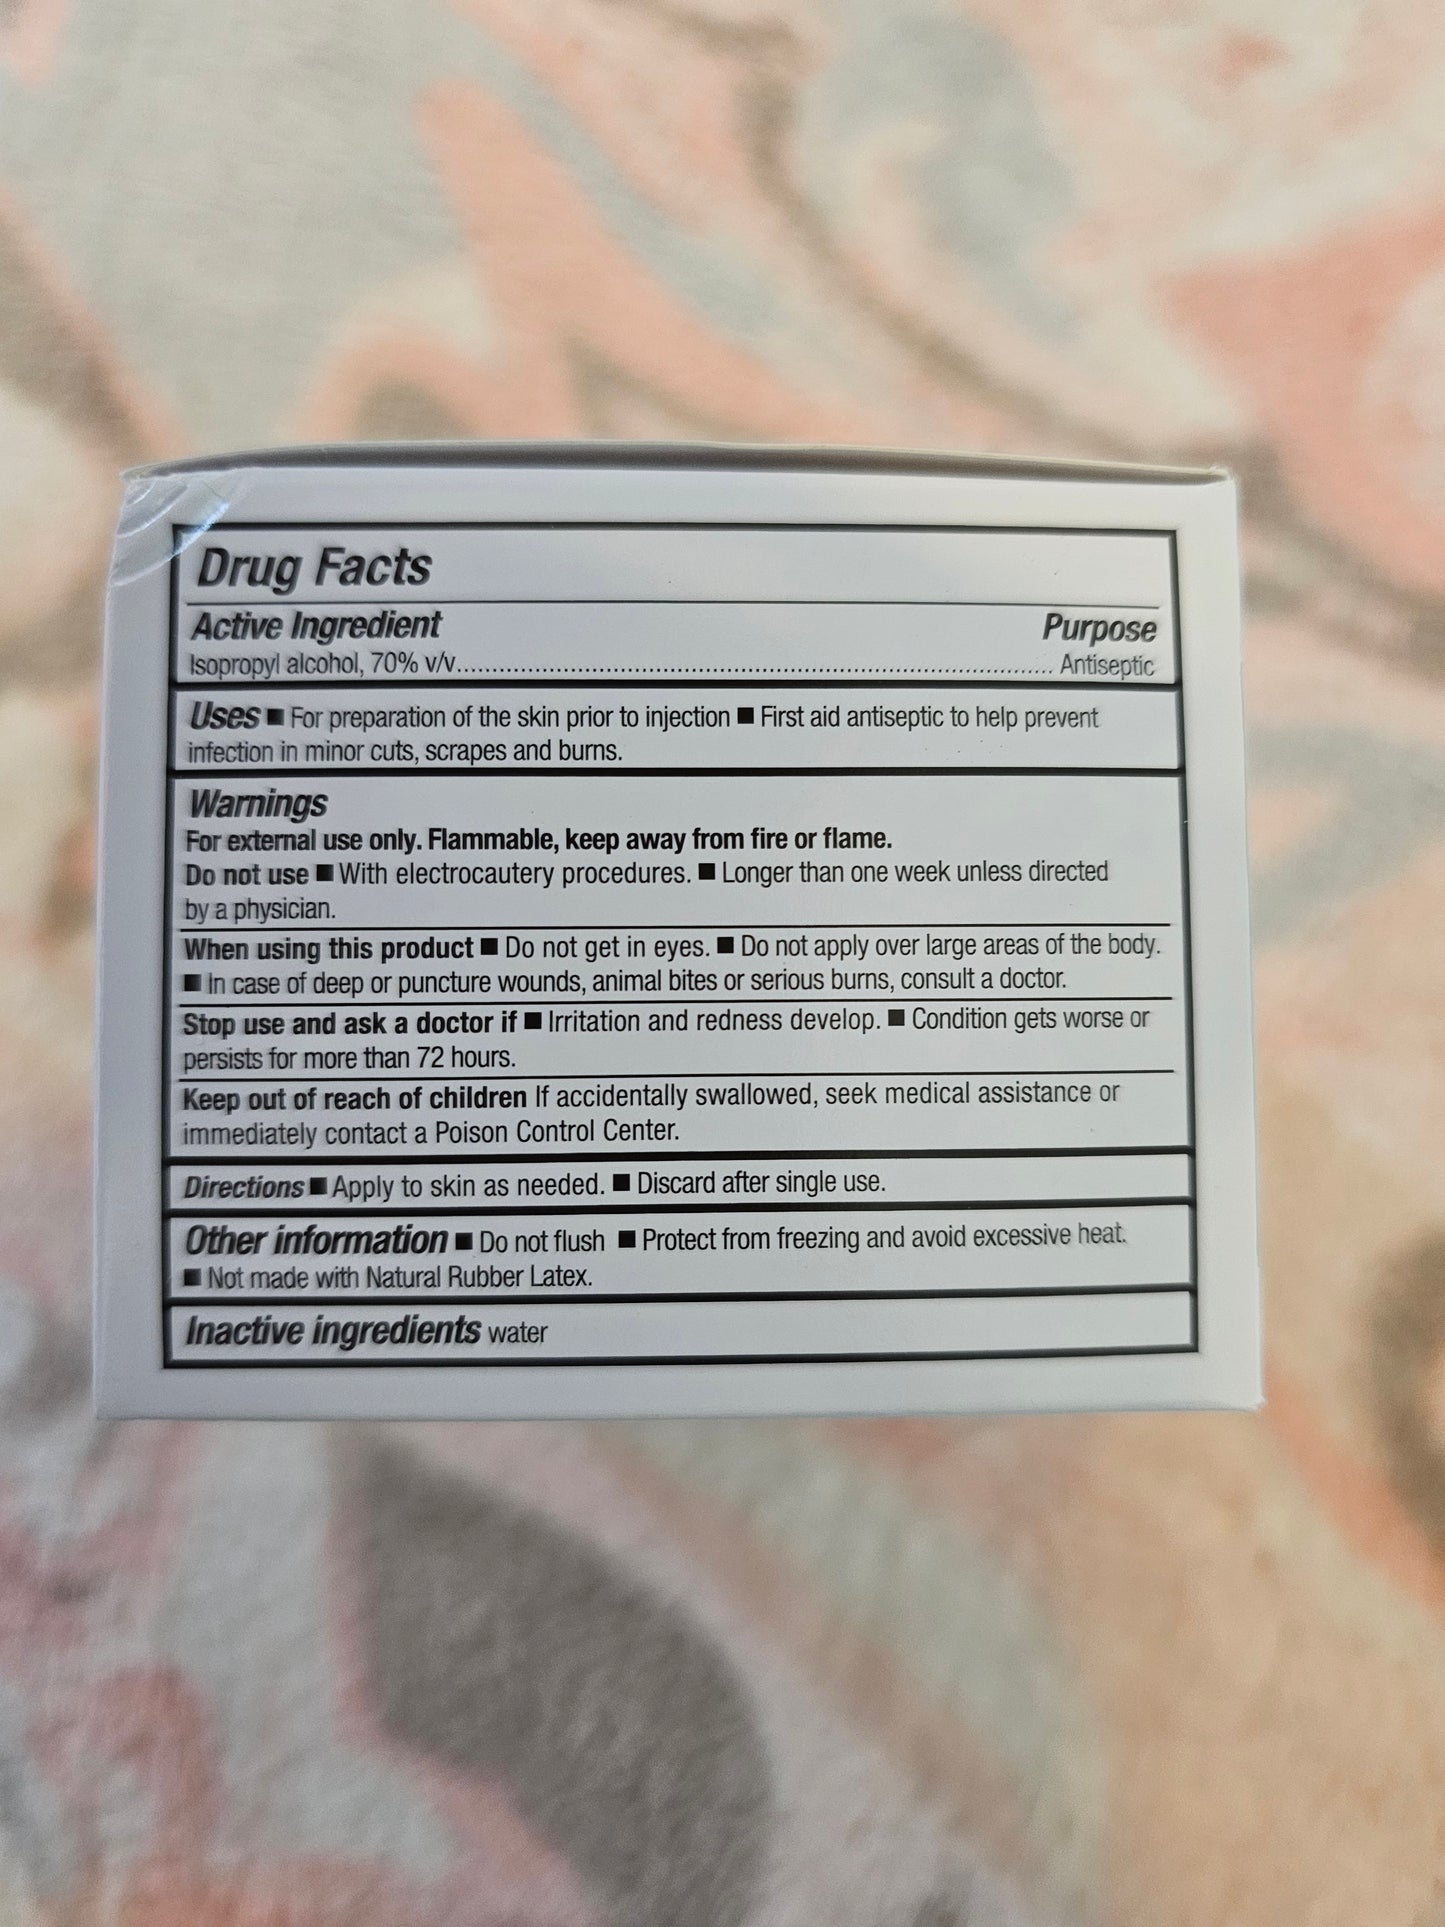 Drug Facts
Active Ingredient Purpose
Isopropyl alcohol, 70% v/v.......................................................................................... Antiseptic
Uses ■ For preparation of the skin prior to injection ■ First aid antiseptic to help prevent
infection in minor cuts, scrapes and burns.
Warnings
For external use only. Flammable, keep away from fire or flame.
Do not use ■ With electrocautery procedures. ■ Longer than one week unless directed
by a physician.
When using this product ■ Do not get in eyes. ■ Do not apply over large areas of the body.
■ In case of deep or puncture wounds, animal bites or serious burns, consult a doctor.
Stop use and ask a doctor if ■ Irritation and redness develop. ■ Condition gets worse or
persists for more than 72 hours.
Keep out of reach of children If accidentally swallowed, seek medical assistance or
immediately contact a Poison Control Center.
Directions ■ Apply to skin as needed. ■ Discard after single use.
Other information ■ Do not flush ■ Protect from freezing and avoid excessive heat.
■ Not made with Natural Rubber Latex.
Inactive ingredients water